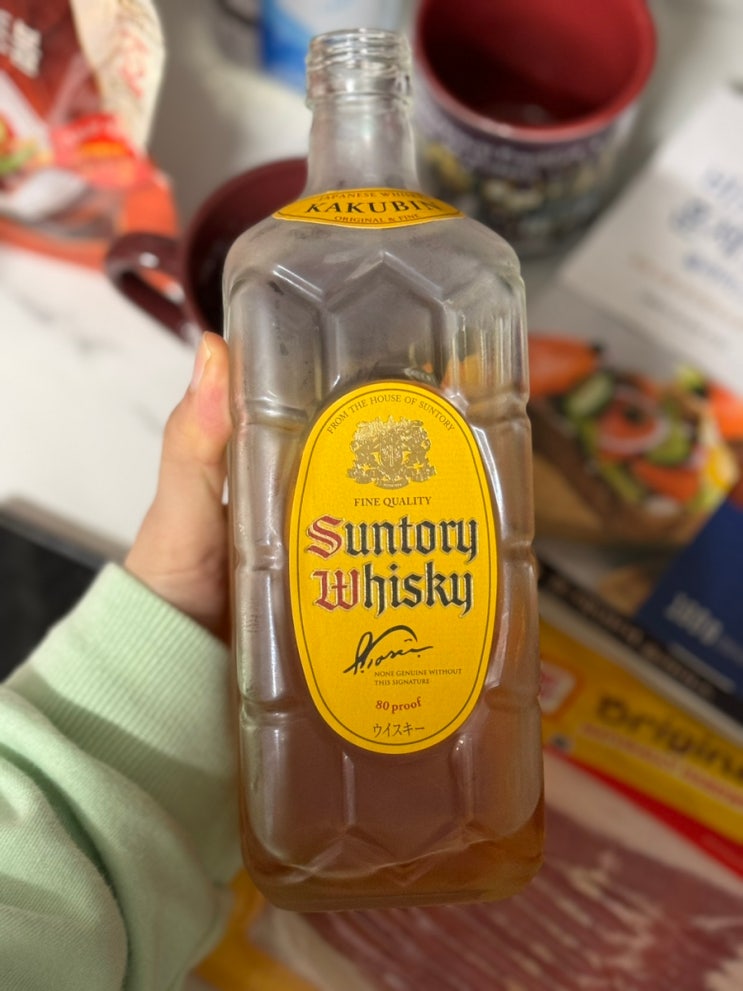 JAPANESE WHISKY
KAKUBIN
ORIGINAL & FINE
FROM THE HOUSE OF SUNTORY
FINE QUALITY
Suntory
Whisky
NONE GENUINE WITHOUT
THIS SIGNATURE
80 proof
ウイスキー
Original